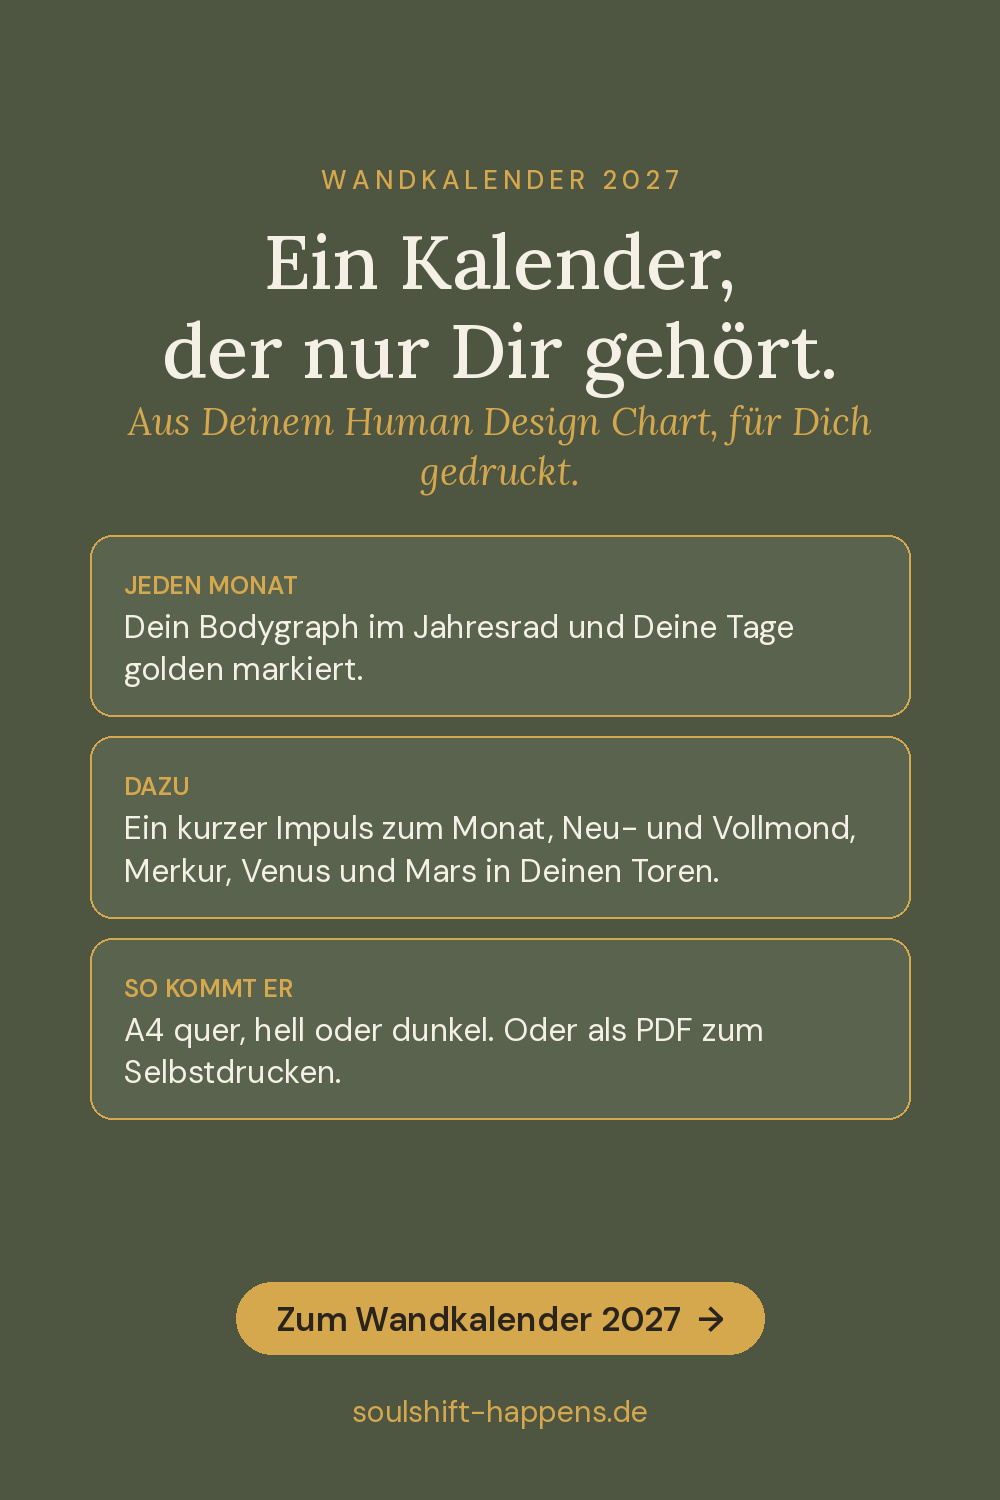 WANDKALENDER 2027
Ein Kalender,
der nur Dir gehört.
Aus Deinem Human Design Chart, für Dich
gedruckt.
JEDEN MONAT
Dein Bodygraph im Jahresrad und Deine Tage
golden markiert.
DAZU
Ein kurzer Impuls zum Monat, Neu- und Vollmond,
Merkur, Venus und Mars in Deinen Toren.
SO KOMMT ER
A4 quer, hell oder dunkel. Oder als PDF zum
Selbstdrucken.
Zum Wandkalender 2027 →
soulshift-happens.de